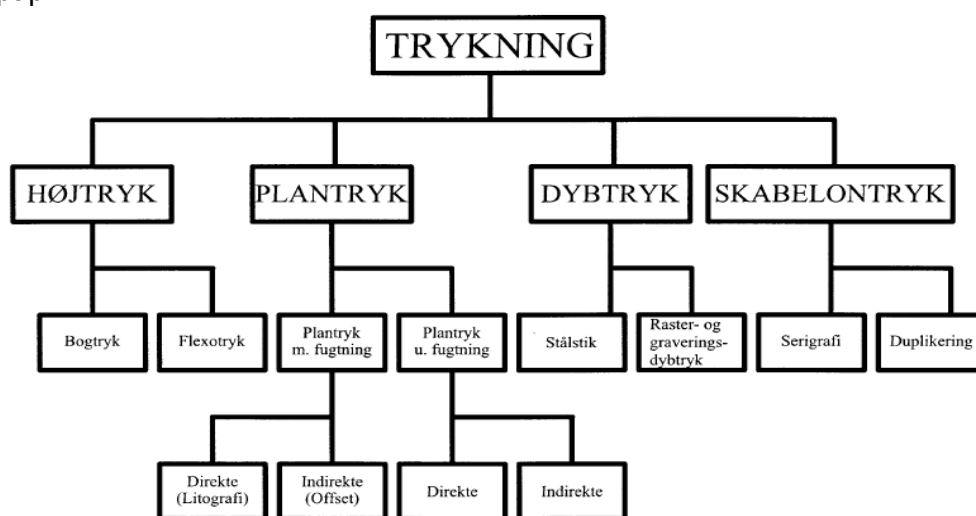 TRYKNING
HØJTRYK
PLANTRYK
DYBTRYK
SKABELONTRYK
Bogtryk
Flexotryk
Plantryk
m. fugtning
Plantryk
u. fugtning
Stålstik
Raster- og
graverings-
dybtryk
Serigrafi
Duplikering
Direkte
(Litografi)
Indirekte
(Offset)
Direkte
Indirekte